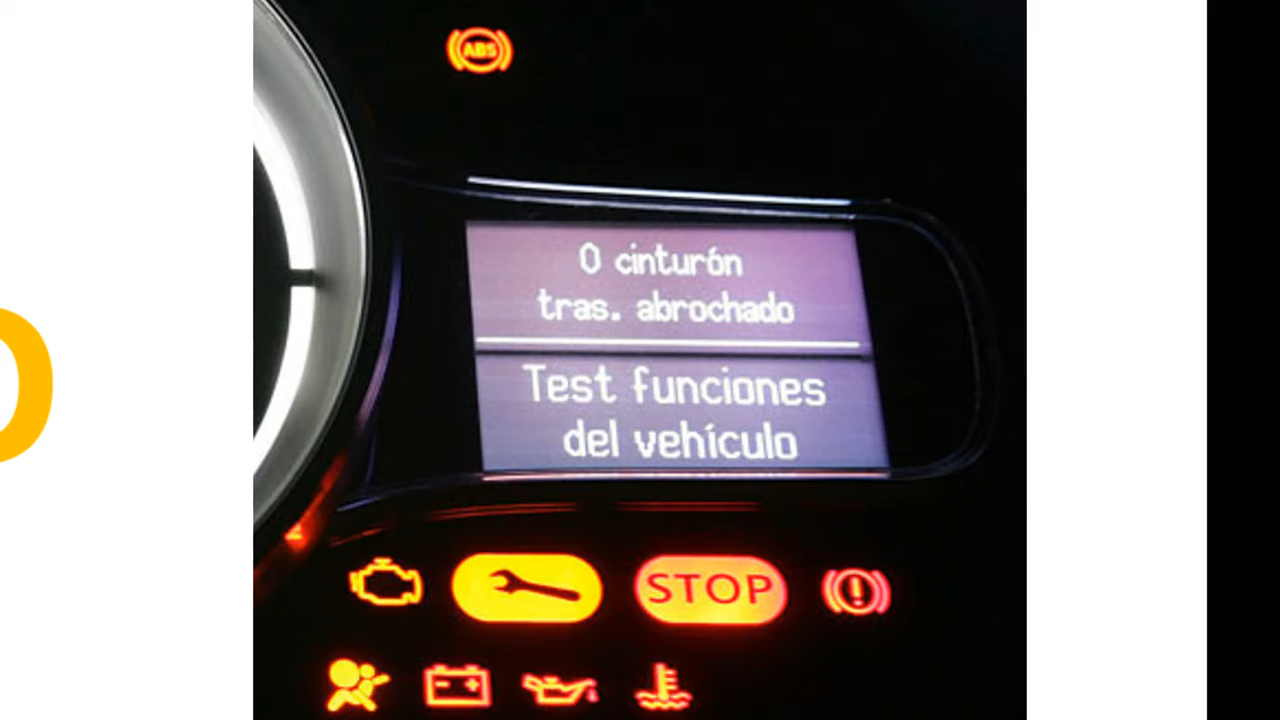 ABS
0 cinturón
tras. abrochado
Test funciones
del vehículo
STOP